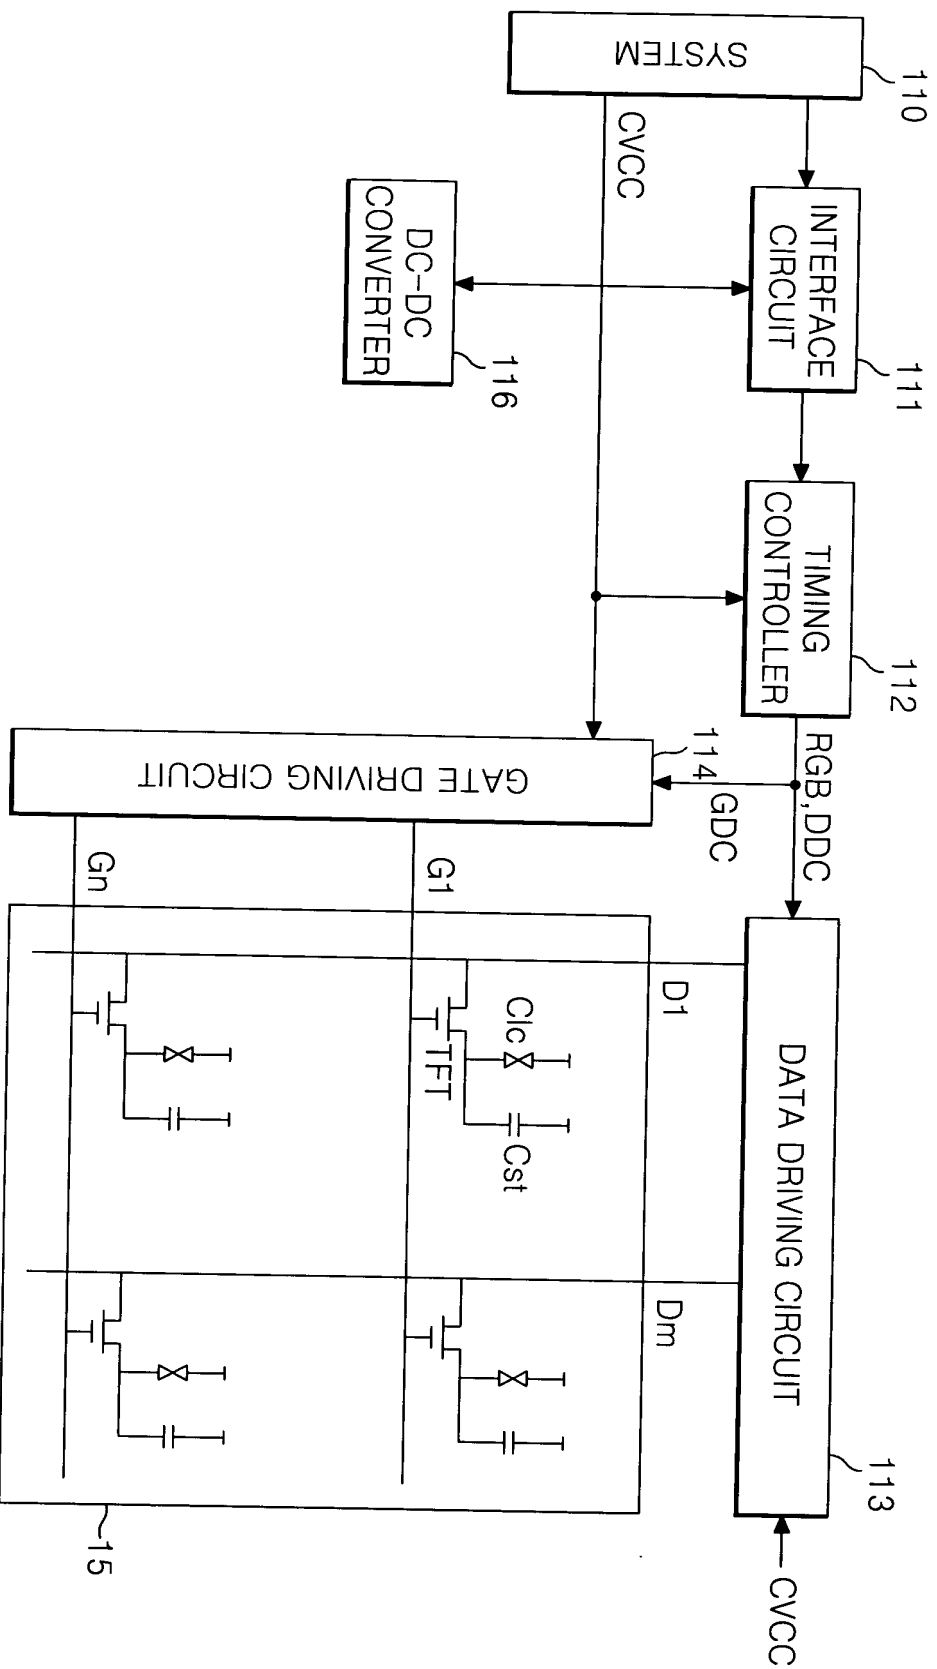 SYSTEM
110
CVCC
INTERFACE
CIRCUIT
111
DC-DC
CONVERTER
116
TIMING
CONTROLLER
112
RGB,DDC
GDC
114
GATE DRIVING CIRCUIT
G1
Gn
DATA DRIVING CIRCUIT
113
CVCC
D1
Dm
Clc
TFT
Cst
15